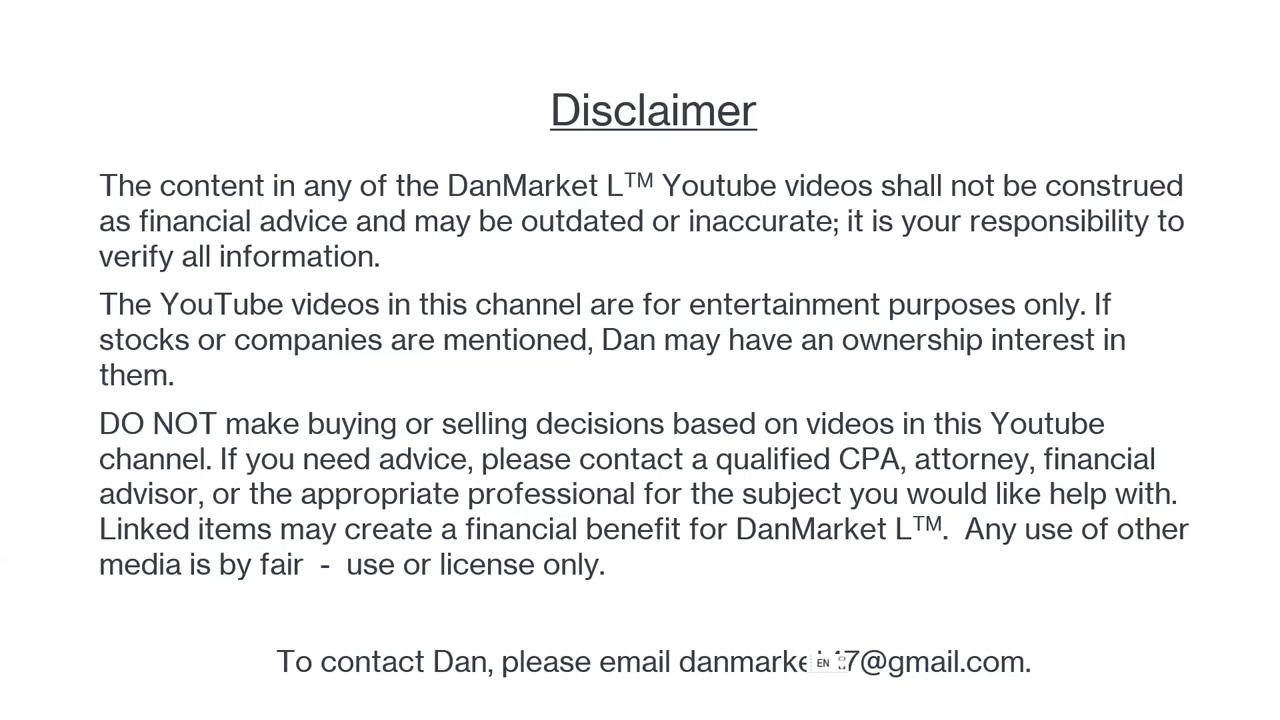 Disclaimer
The content in any of the DanMarket L™ Youtube videos shall not be construed
as financial advice and may be outdated or inaccurate; it is your responsibility to
verify all information.
The YouTube videos in this channel are for entertainment purposes only. If
stocks or companies are mentioned, Dan may have an ownership interest in
them.
DO NOT make buying or selling decisions based on videos in this Youtube
channel. If you need advice, please contact a qualified CPA, attorney, financial
advisor, or the appropriate professional for the subject you would like help with.
Linked items may create a financial benefit for DanMarket L™.  Any use of other
media is by fair  -  use or license only.
To contact Dan, please email
EN